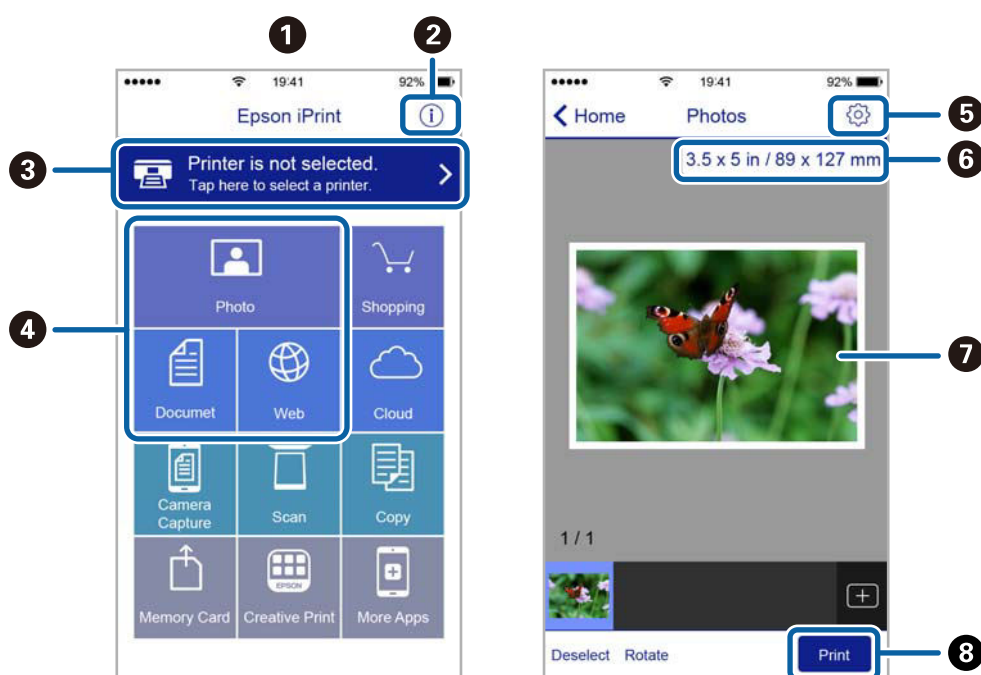 1
2
19:41
92%
Epson iPrint
3
Printer is not selected.
Tap here to select a printer.
4
Photo
Shopping
Documet
Web
Cloud
Camera
Capture
Scan
Copy
EPSON
Memory Card
Creative Print
More Apps
19:41
92%
Home
Photos
5
3.5 x 5 in / 89 x 127 mm
6
7
1 / 1
Deselect
Rotate
Print
8